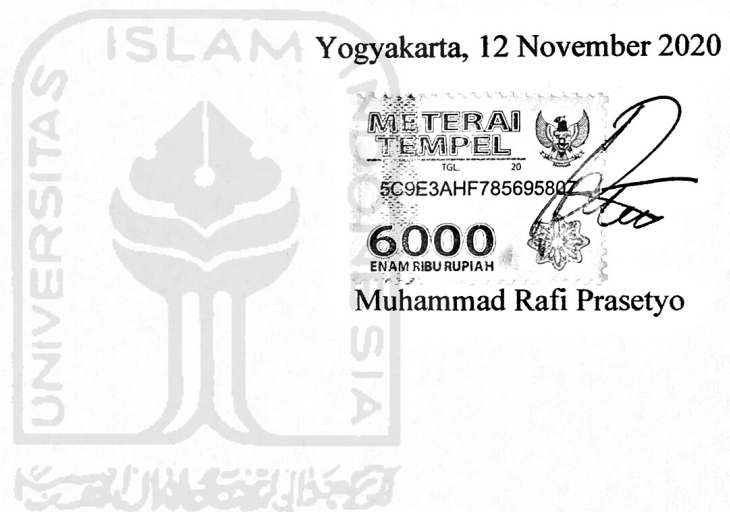 Yogyakarta, 12 November 2020
METERAI
TEMPEL
TGL. 20
5C9E3AHF785695807
6000
ENAM RIBU RUPIAH
Muhammad Rafi Prasetyo
UNIVERSITAS
ISLAM
INDONESIA